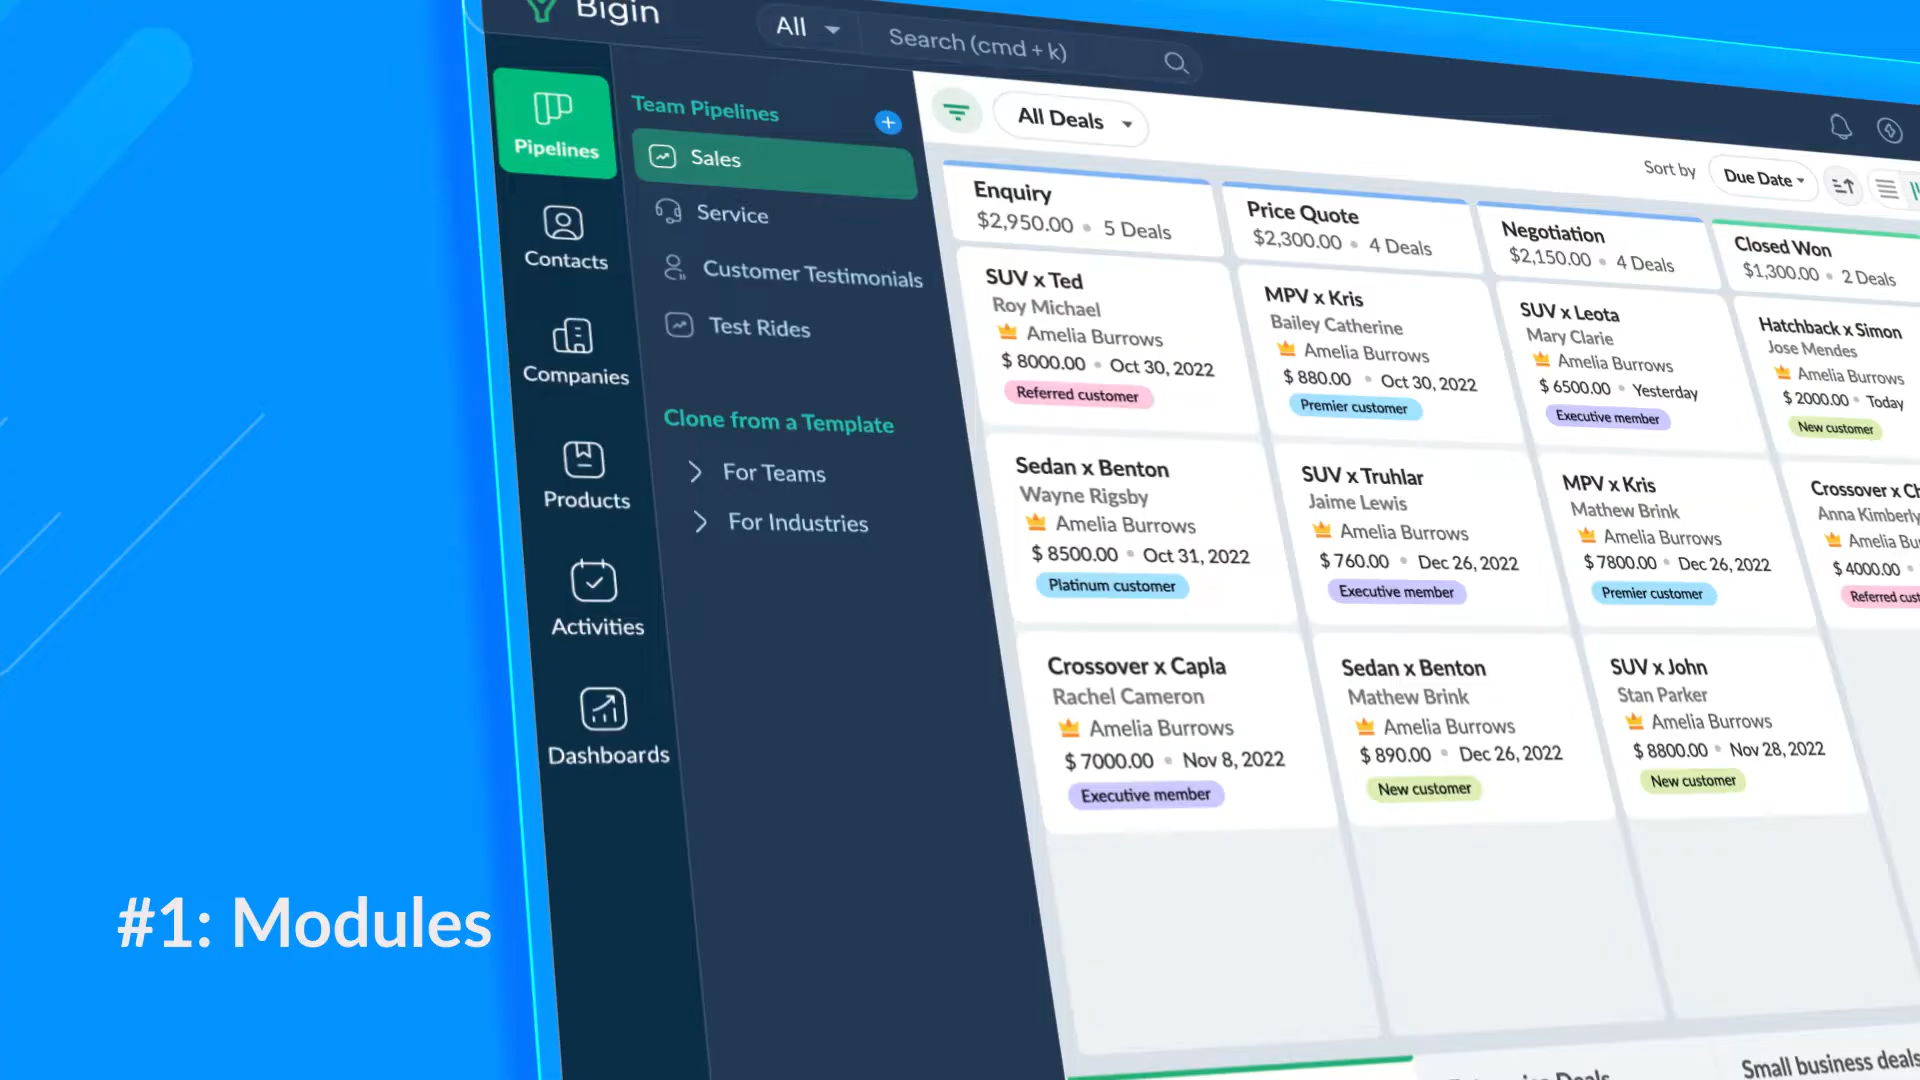 Bigin
All
Search (cmd + k)
Pipelines
Contacts
Companies
Products
Activities
Dashboards
Team Pipelines
Sales
Service
Customer Testimonials
Test Rides
Clone from a Template
For Teams
For Industries
All Deals
Sort by
Due Date
Enquiry
$2,950.00 • 5 Deals
SUV x Ted
Roy Michael
Amelia Burrows
$ 8000.00 • Oct 30, 2022
Referred customer
Sedan x Benton
Wayne Rigsby
Amelia Burrows
$ 8500.00 • Oct 31, 2022
Platinum customer
Crossover x Capla
Rachel Cameron
Amelia Burrows
$ 7000.00 • Nov 8, 2022
Executive member
Price Quote
$2,300.00 • 4 Deals
MPV x Kris
Bailey Catherine
Amelia Burrows
$ 880.00 • Oct 30, 2022
Premier customer
SUV x Truhlar
Jaime Lewis
Amelia Burrows
$ 760.00 • Dec 26, 2022
Executive member
Sedan x Benton
Mathew Brink
Amelia Burrows
$ 890.00 • Dec 26, 2022
New customer
Negotiation
$2,150.00 • 4 Deals
SUV x Leota
Mary Clarie
Amelia Burrows
$ 6500.00 • Yesterday
Executive member
MPV x Kris
Mathew Brink
Amelia Burrows
$ 7800.00 • Dec 26, 2022
Premier customer
SUV x John
Stan Parker
Amelia Burrows
$ 8800.00 • Nov 28, 2022
New customer
Closed Won
$1,300.00 • 2 Deals
Hatchback x Simon
Jose Mendes
Amelia Burrows
$ 2000.00 • Today
New customer
Crossover x Ch
Anna Kimberly
Amelia Bu
$ 4000.00 •
Referred cust
Deals
Small business deals
#1: Modules